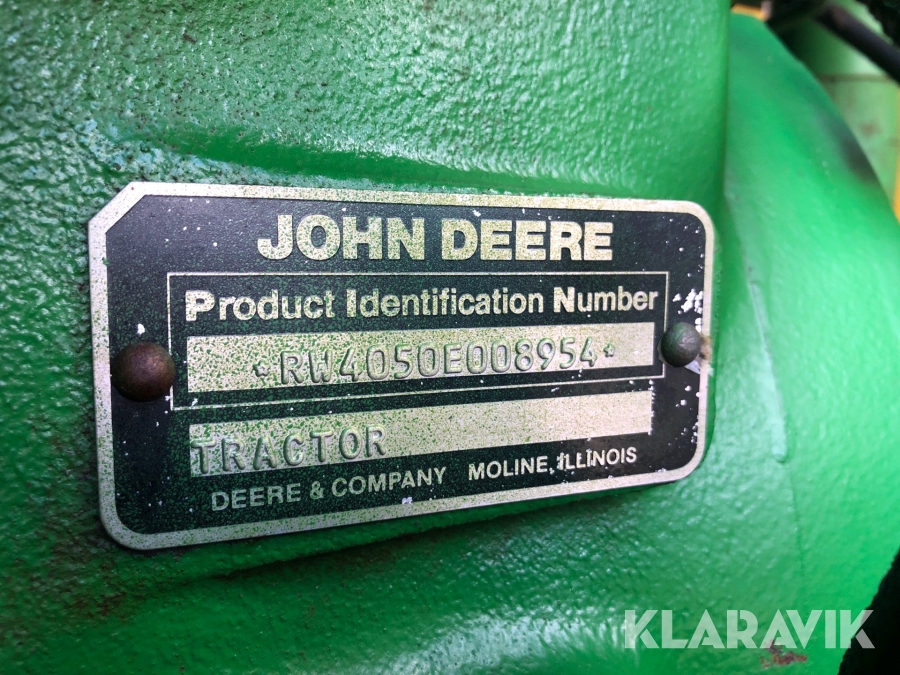 JOHN DEERE
Product Identification Number
*RW4050E008954*
TRACTOR
DEERE & COMPANY MOLINE, ILLINOIS
KLARAVIK